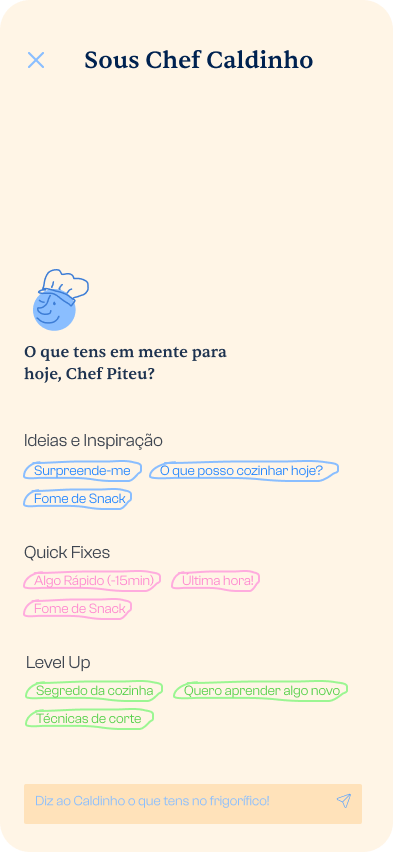 Sous Chef Caldinho
O que tens em mente para
hoje, Chef Piteu?
Ideias e Inspiração
Surpreende-me O que posso cozinhar hoje?
Fome de Snack
Quick Fixes
Algo Rápido (-15min) Ultima hora!
Fome de Snack
Level Up
Segredo da cozinha Quero aprender algo novo
Técnicas de corte
Diz ao Caldinho o que tens no frigorífico!